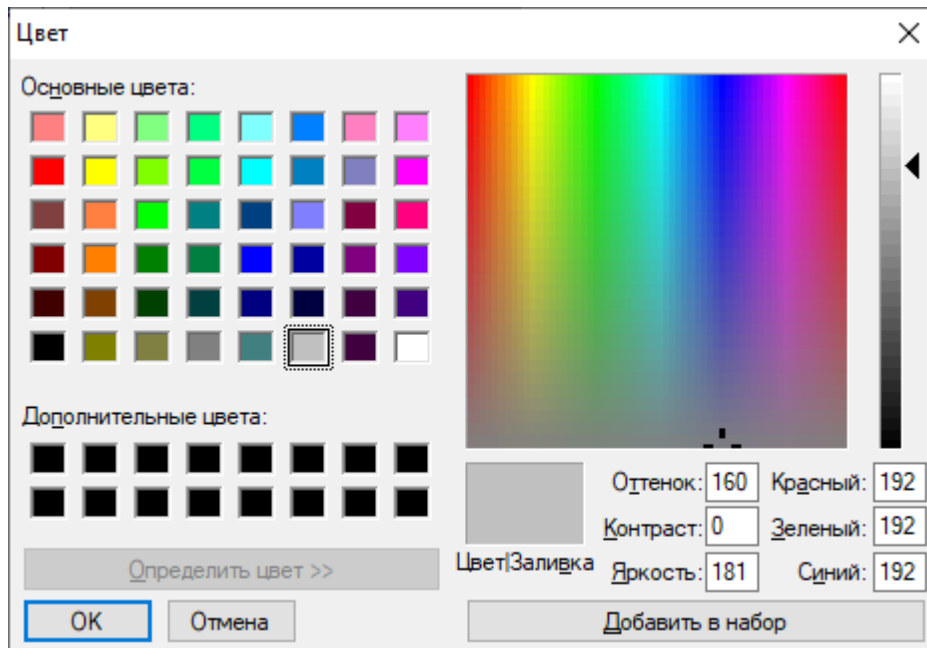 Цвет
Основные цвета:
Дополнительные цвета:
Определить цвет >>
OK
Отмена
Цвет|Заливка
Оттенок: 160
Контраст: 0
Яркость: 181
Красный: 192
Зеленый: 192
Синий: 192
Добавить в набор